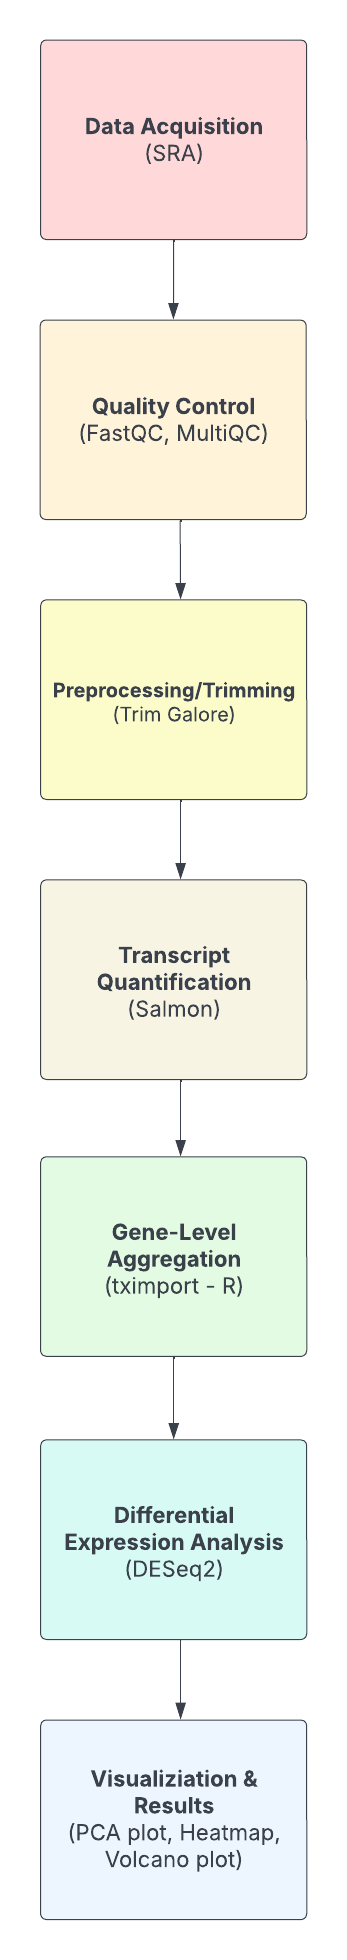 Data Acquisition
(SRA)
Quality Control
(FastQC, MultiQC)
Preprocessing/Trimming
(Trim Galore)
Transcript
Quantification
(Salmon)
Gene-Level
Aggregation
(tximport - R)
Differential
Expression Analysis
(DESeq2)
Visualiziation &
Results
(PCA plot, Heatmap,
Volcano plot)